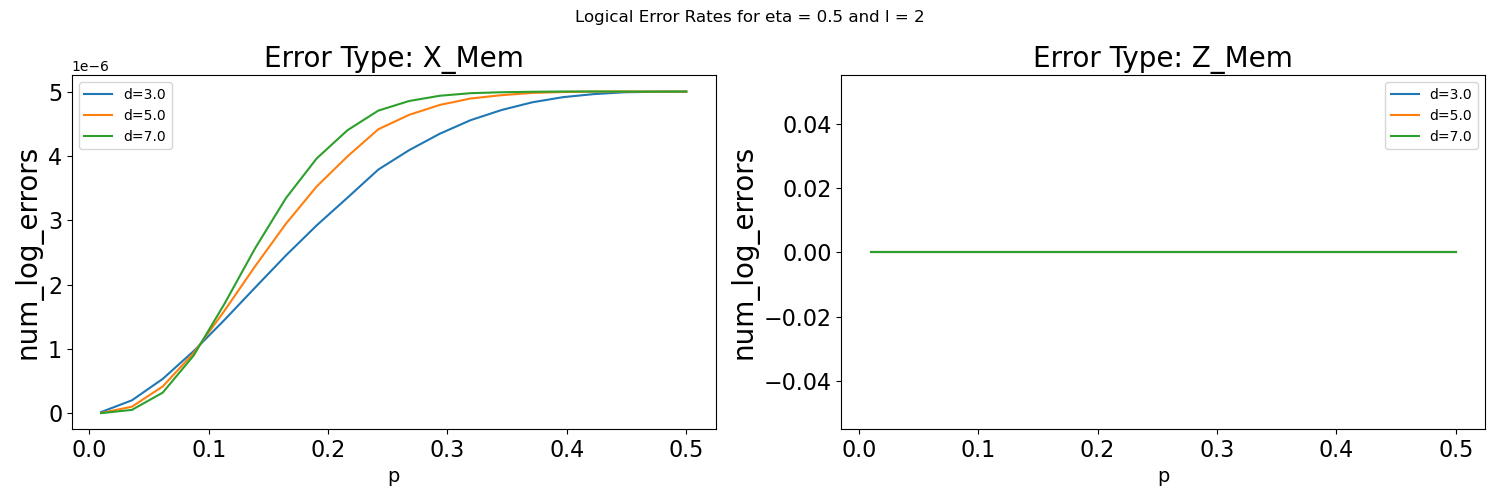 Logical Error Rates for eta = 0.5 and l = 2
Error Type: X_Mem
1e−6
d=3.0
d=5.0
d=7.0
num_log_errors
5
4
3
2
1
0
0.0 0.1 0.2 0.3 0.4 0.5
p
Error Type: Z_Mem
d=3.0
d=5.0
d=7.0
num_log_errors
0.04
0.02
0.00
−0.02
−0.04
0.0 0.1 0.2 0.3 0.4 0.5
p